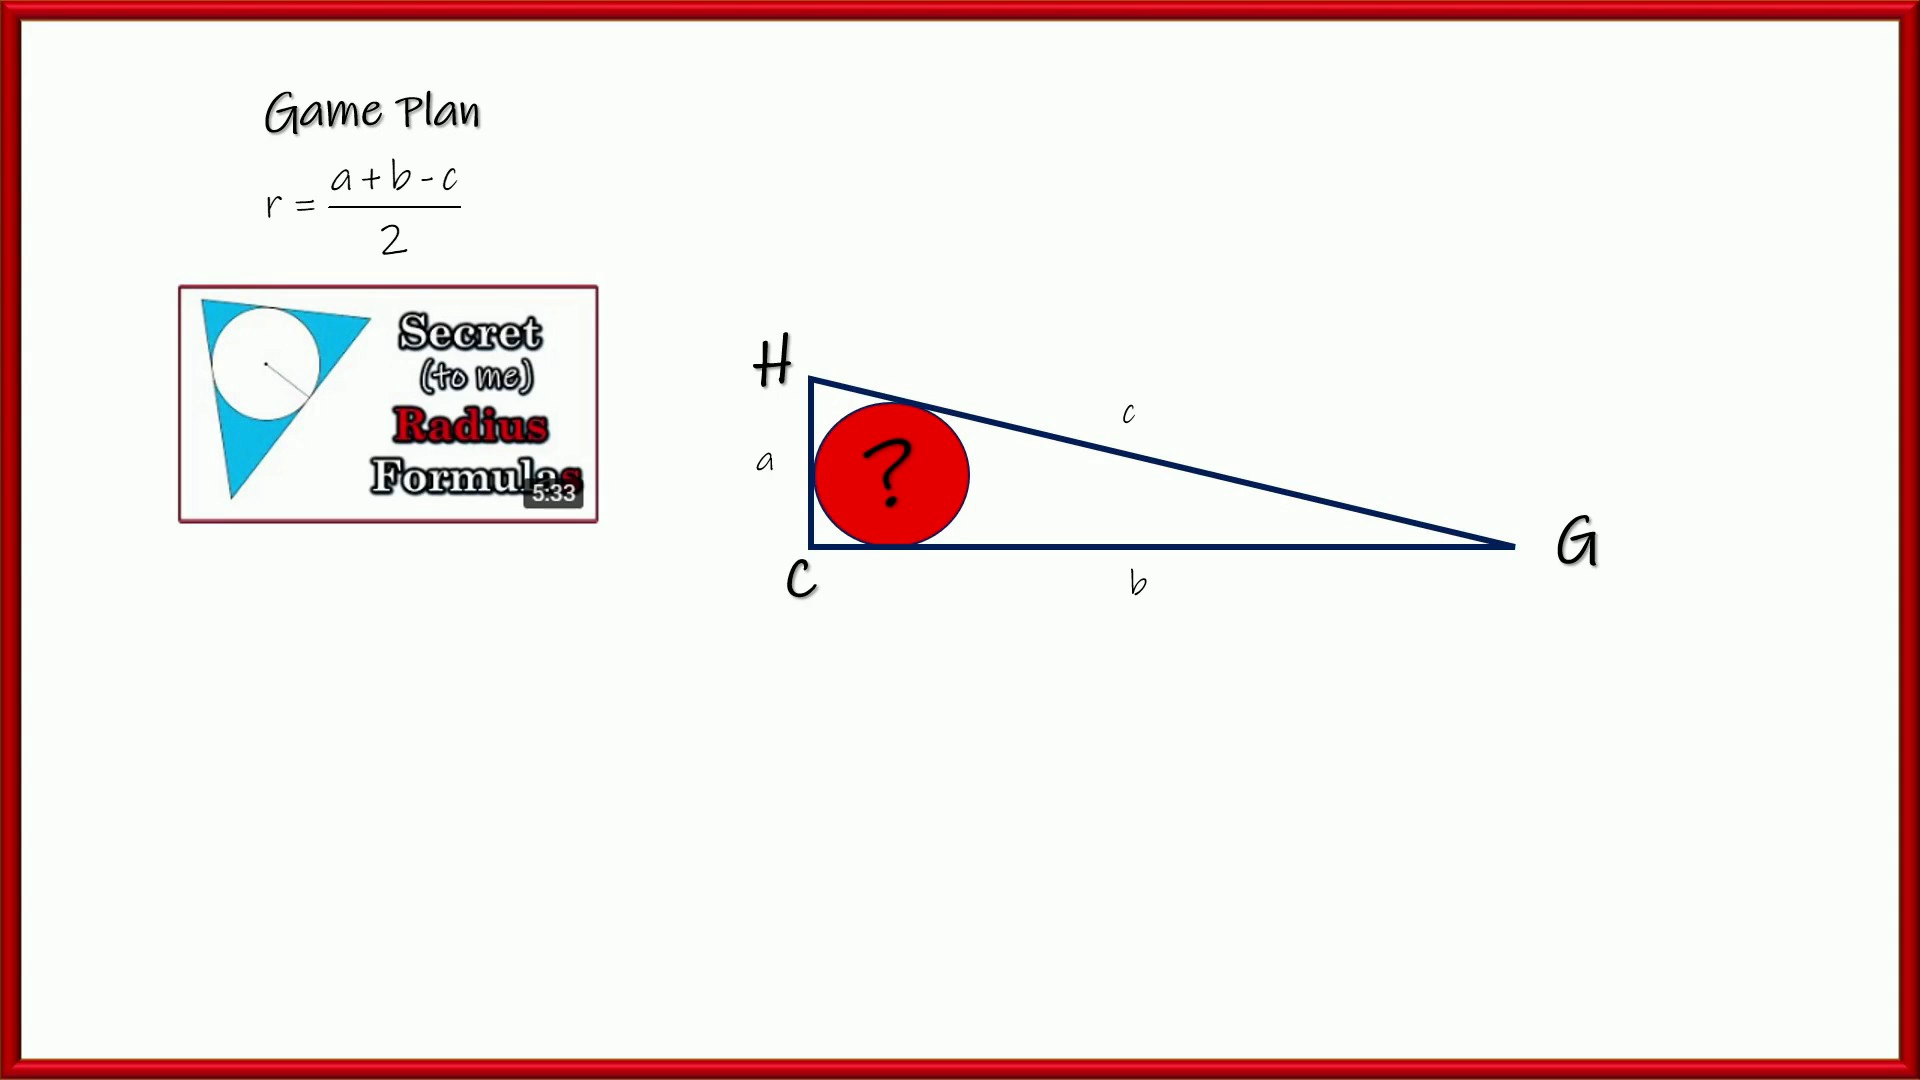 Game Plan
r = a + b - c
2
Secret
(to me)
Radius
Formulas
5:33
H
c
a
?
G
C
b